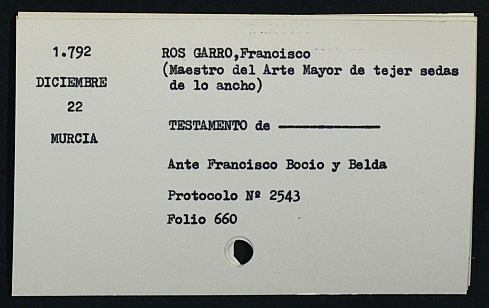 1.792
DICIEMBRE
22
MURCIA
ROS GARRO,Francisco
(Maestro del Arte Mayor de tejer sedas
de lo ancho)
TESTAMENTO de —————
Ante Francisco Bocio y Belda
Protocolo Nº 2543
Folio 660